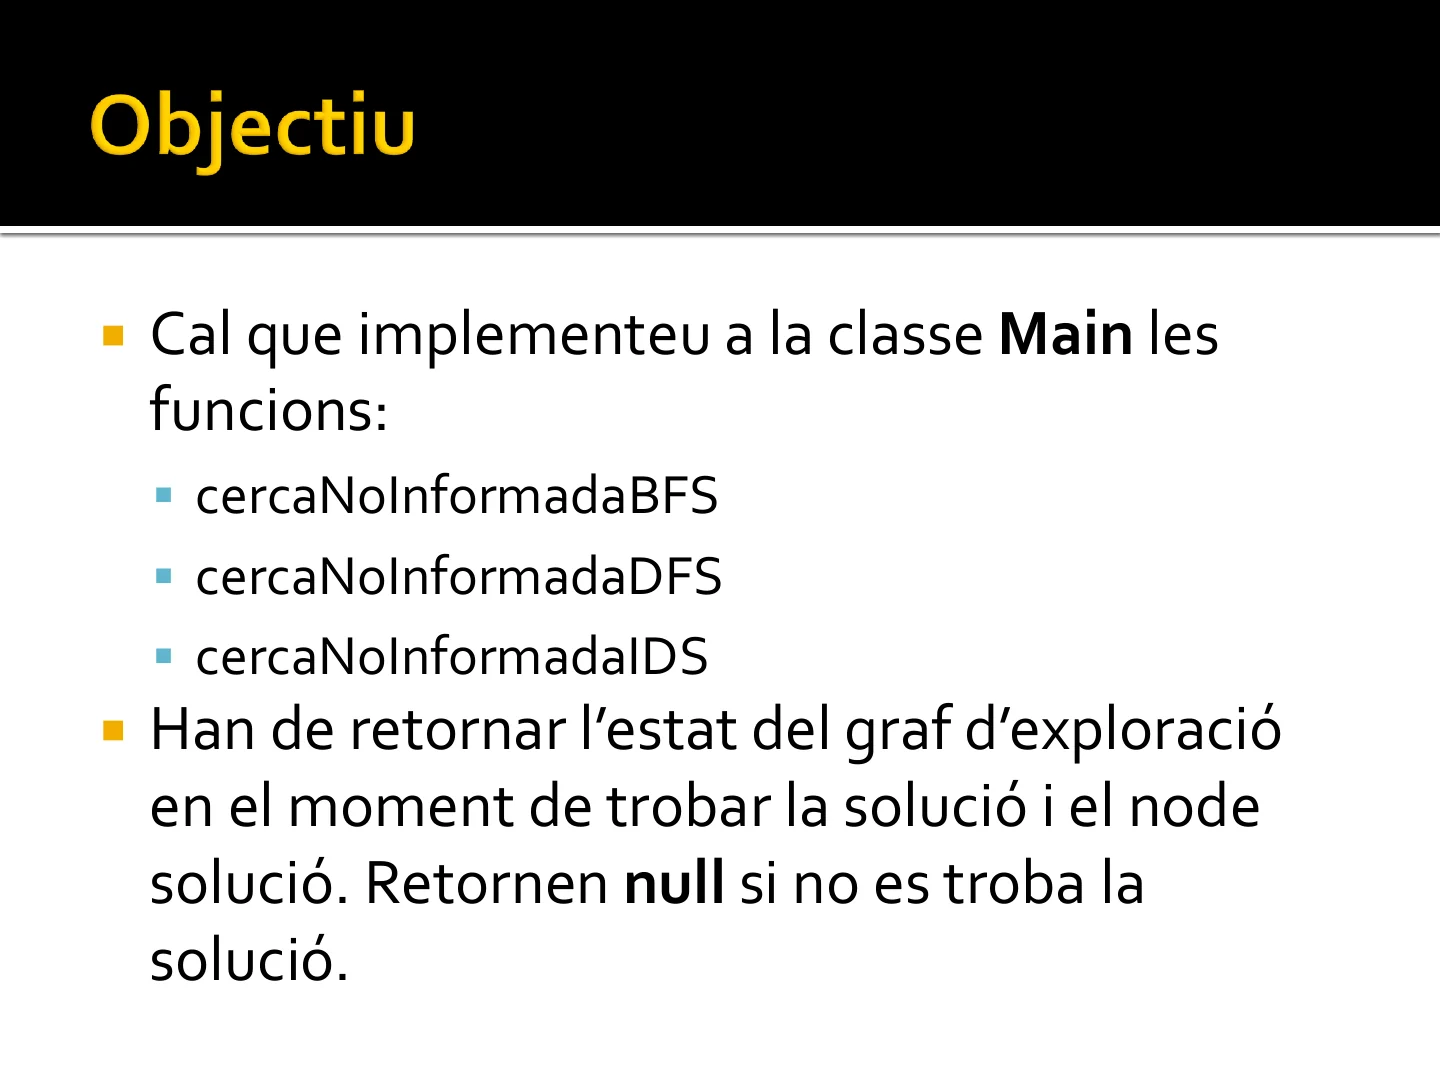 Objectiu
Cal que implementeu a la classe Main les
funcions:
cercaNoInformadaBFS
cercaNoInformadaDFS
cercaNoInformadaIDS
Han de retornar l’estat del graf d’exploració
en el moment de trobar la solució i el node
solució. Retornen null si no es troba la
solució.